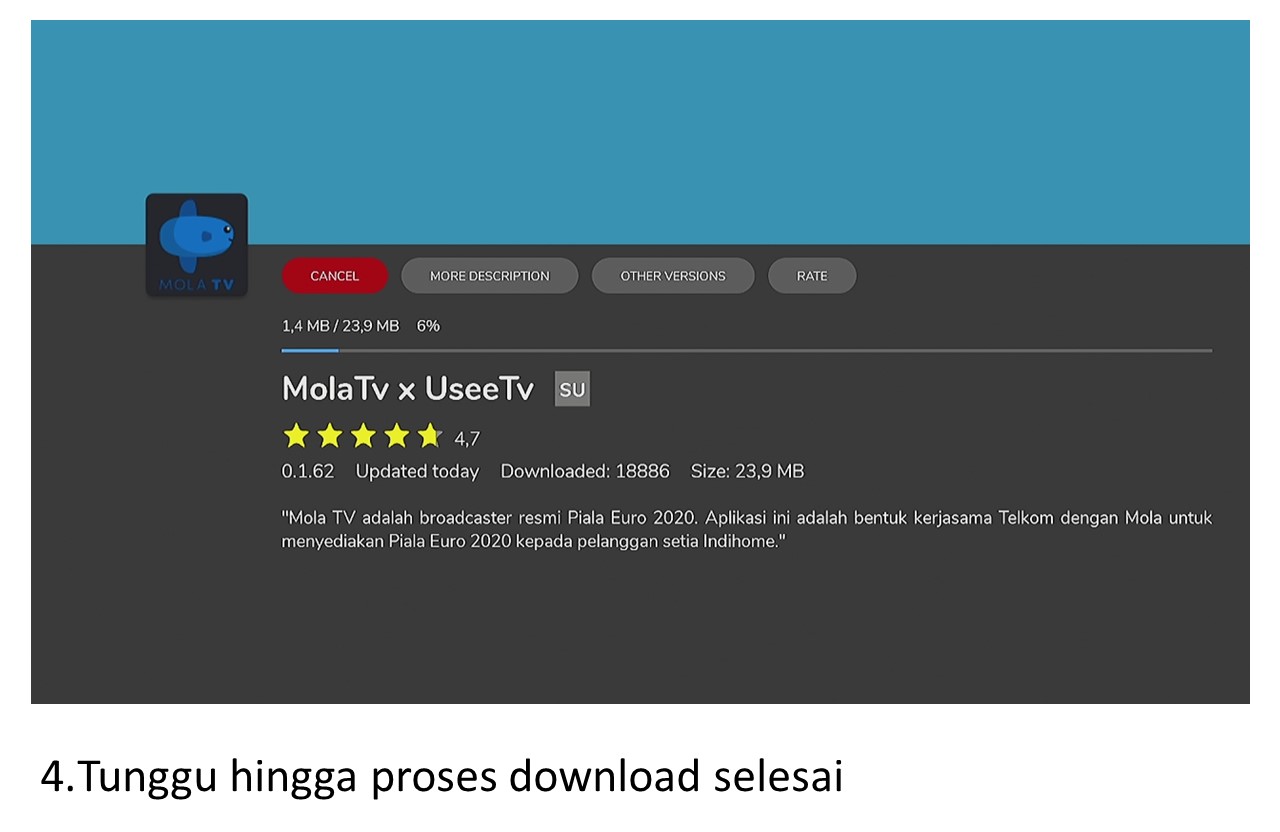 MOLA TV
CANCEL MORE DESCRIPTION OTHER VERSIONS RATE
1,4 MB / 23,9 MB 6%
MolaTv x UseeTv SU
4,7
0.1.62 Updated today Downloaded: 18886 Size: 23,9 MB
"Mola TV adalah broadcaster resmi Piala Euro 2020. Aplikasi ini adalah bentuk kerjasama Telkom dengan Mola untuk
menyediakan Piala Euro 2020 kepada pelanggan setia Indihome."
4.Tunggu hingga proses download selesai